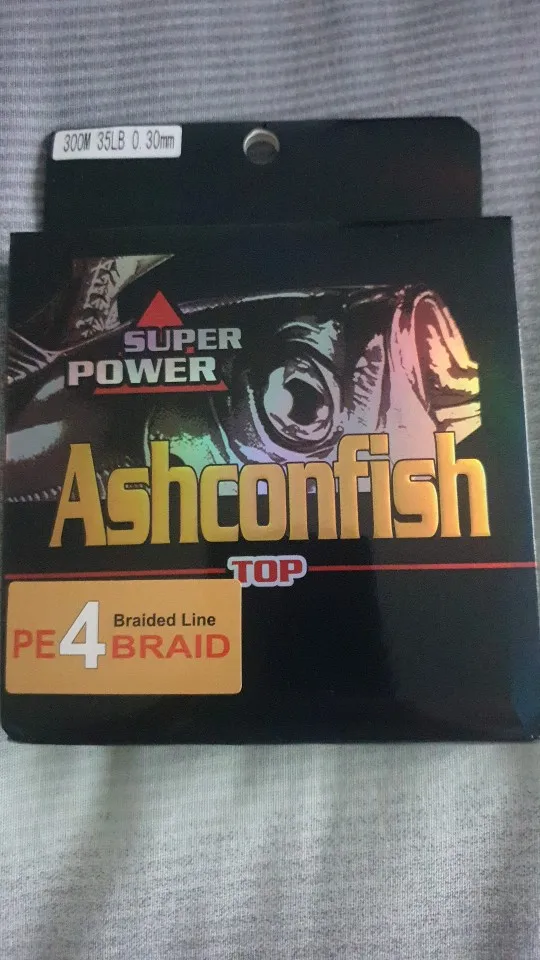 300M 35LB 0.30mm
SUPER
POWER
Ashconfish
TOP
Braided Line
PE4BRAID